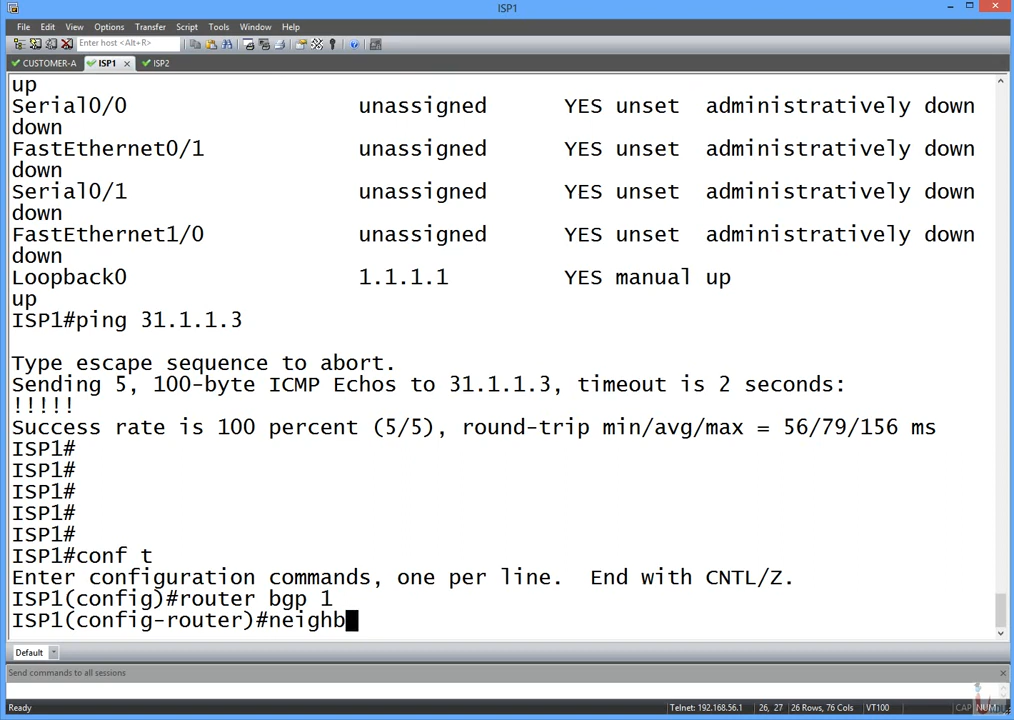 ISP1
File Edit View Options Transfer Script Tools Window Help
Enter host <Alt+R>
CUSTOMER-A ISP1 ISP2
up
Serial0/0 unassigned YES unset administratively down
down
FastEthernet0/1 unassigned YES unset administratively down
down
Serial0/1 unassigned YES unset administratively down
down
FastEthernet1/0 unassigned YES unset administratively down
down
Loopback0 1.1.1.1 YES manual up
up
ISP1#ping 31.1.1.3
Type escape sequence to abort.
Sending 5, 100-byte ICMP Echos to 31.1.1.3, timeout is 2 seconds:
!!!!!
Success rate is 100 percent (5/5), round-trip min/avg/max = 56/79/156 ms
ISP1#
ISP1#
ISP1#
ISP1#
ISP1#
ISP1#conf t
Enter configuration commands, one per line. End with CNTL/Z.
ISP1(config)#router bgp 1
ISP1(config-router)#neighb
Default
Send commands to all sessions
Ready Telnet: 192.168.56.1 26, 27 26 Rows, 76 Cols VT100 CAP NUM